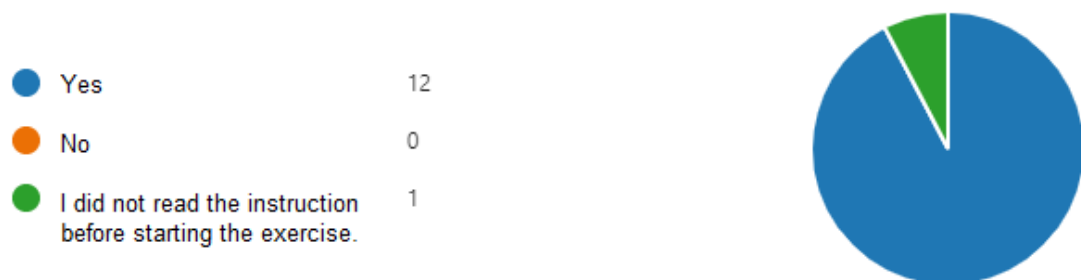 Yes 12
No 0
I did not read the instruction 1
before starting the exercise.